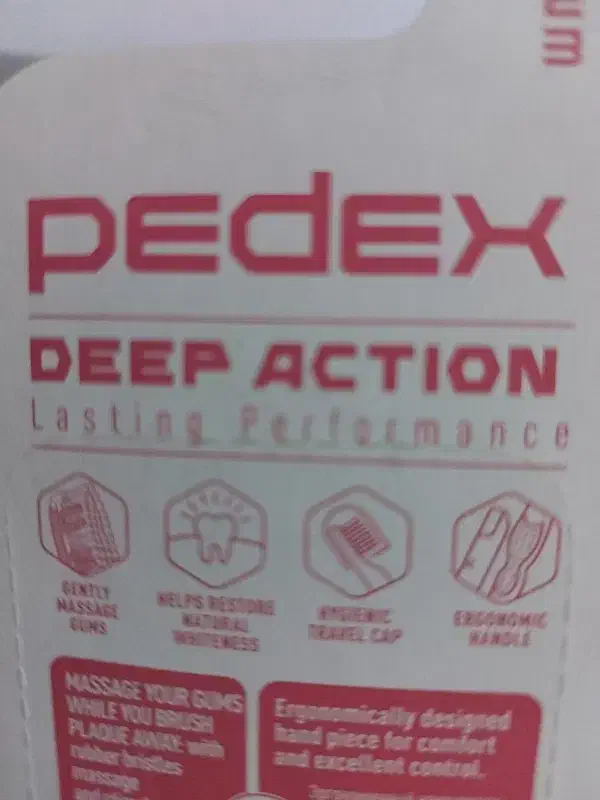 um
PEDEX
DEEP ACTION
Lasting Performance
GENTLY
MASSAGE
GUMS
HELPS RESTORE
NATURAL
WHITENESS
HYGIENIC
TRAVEL CAP
ERGONOMIC
HANDLE
MASSAGE YOUR GUMS
WHILE YOU BRUSH
PLAQUE AWAY: with
rubber bristles
massage
Ergonomically designed
hand piece for comfort
and excellent control.